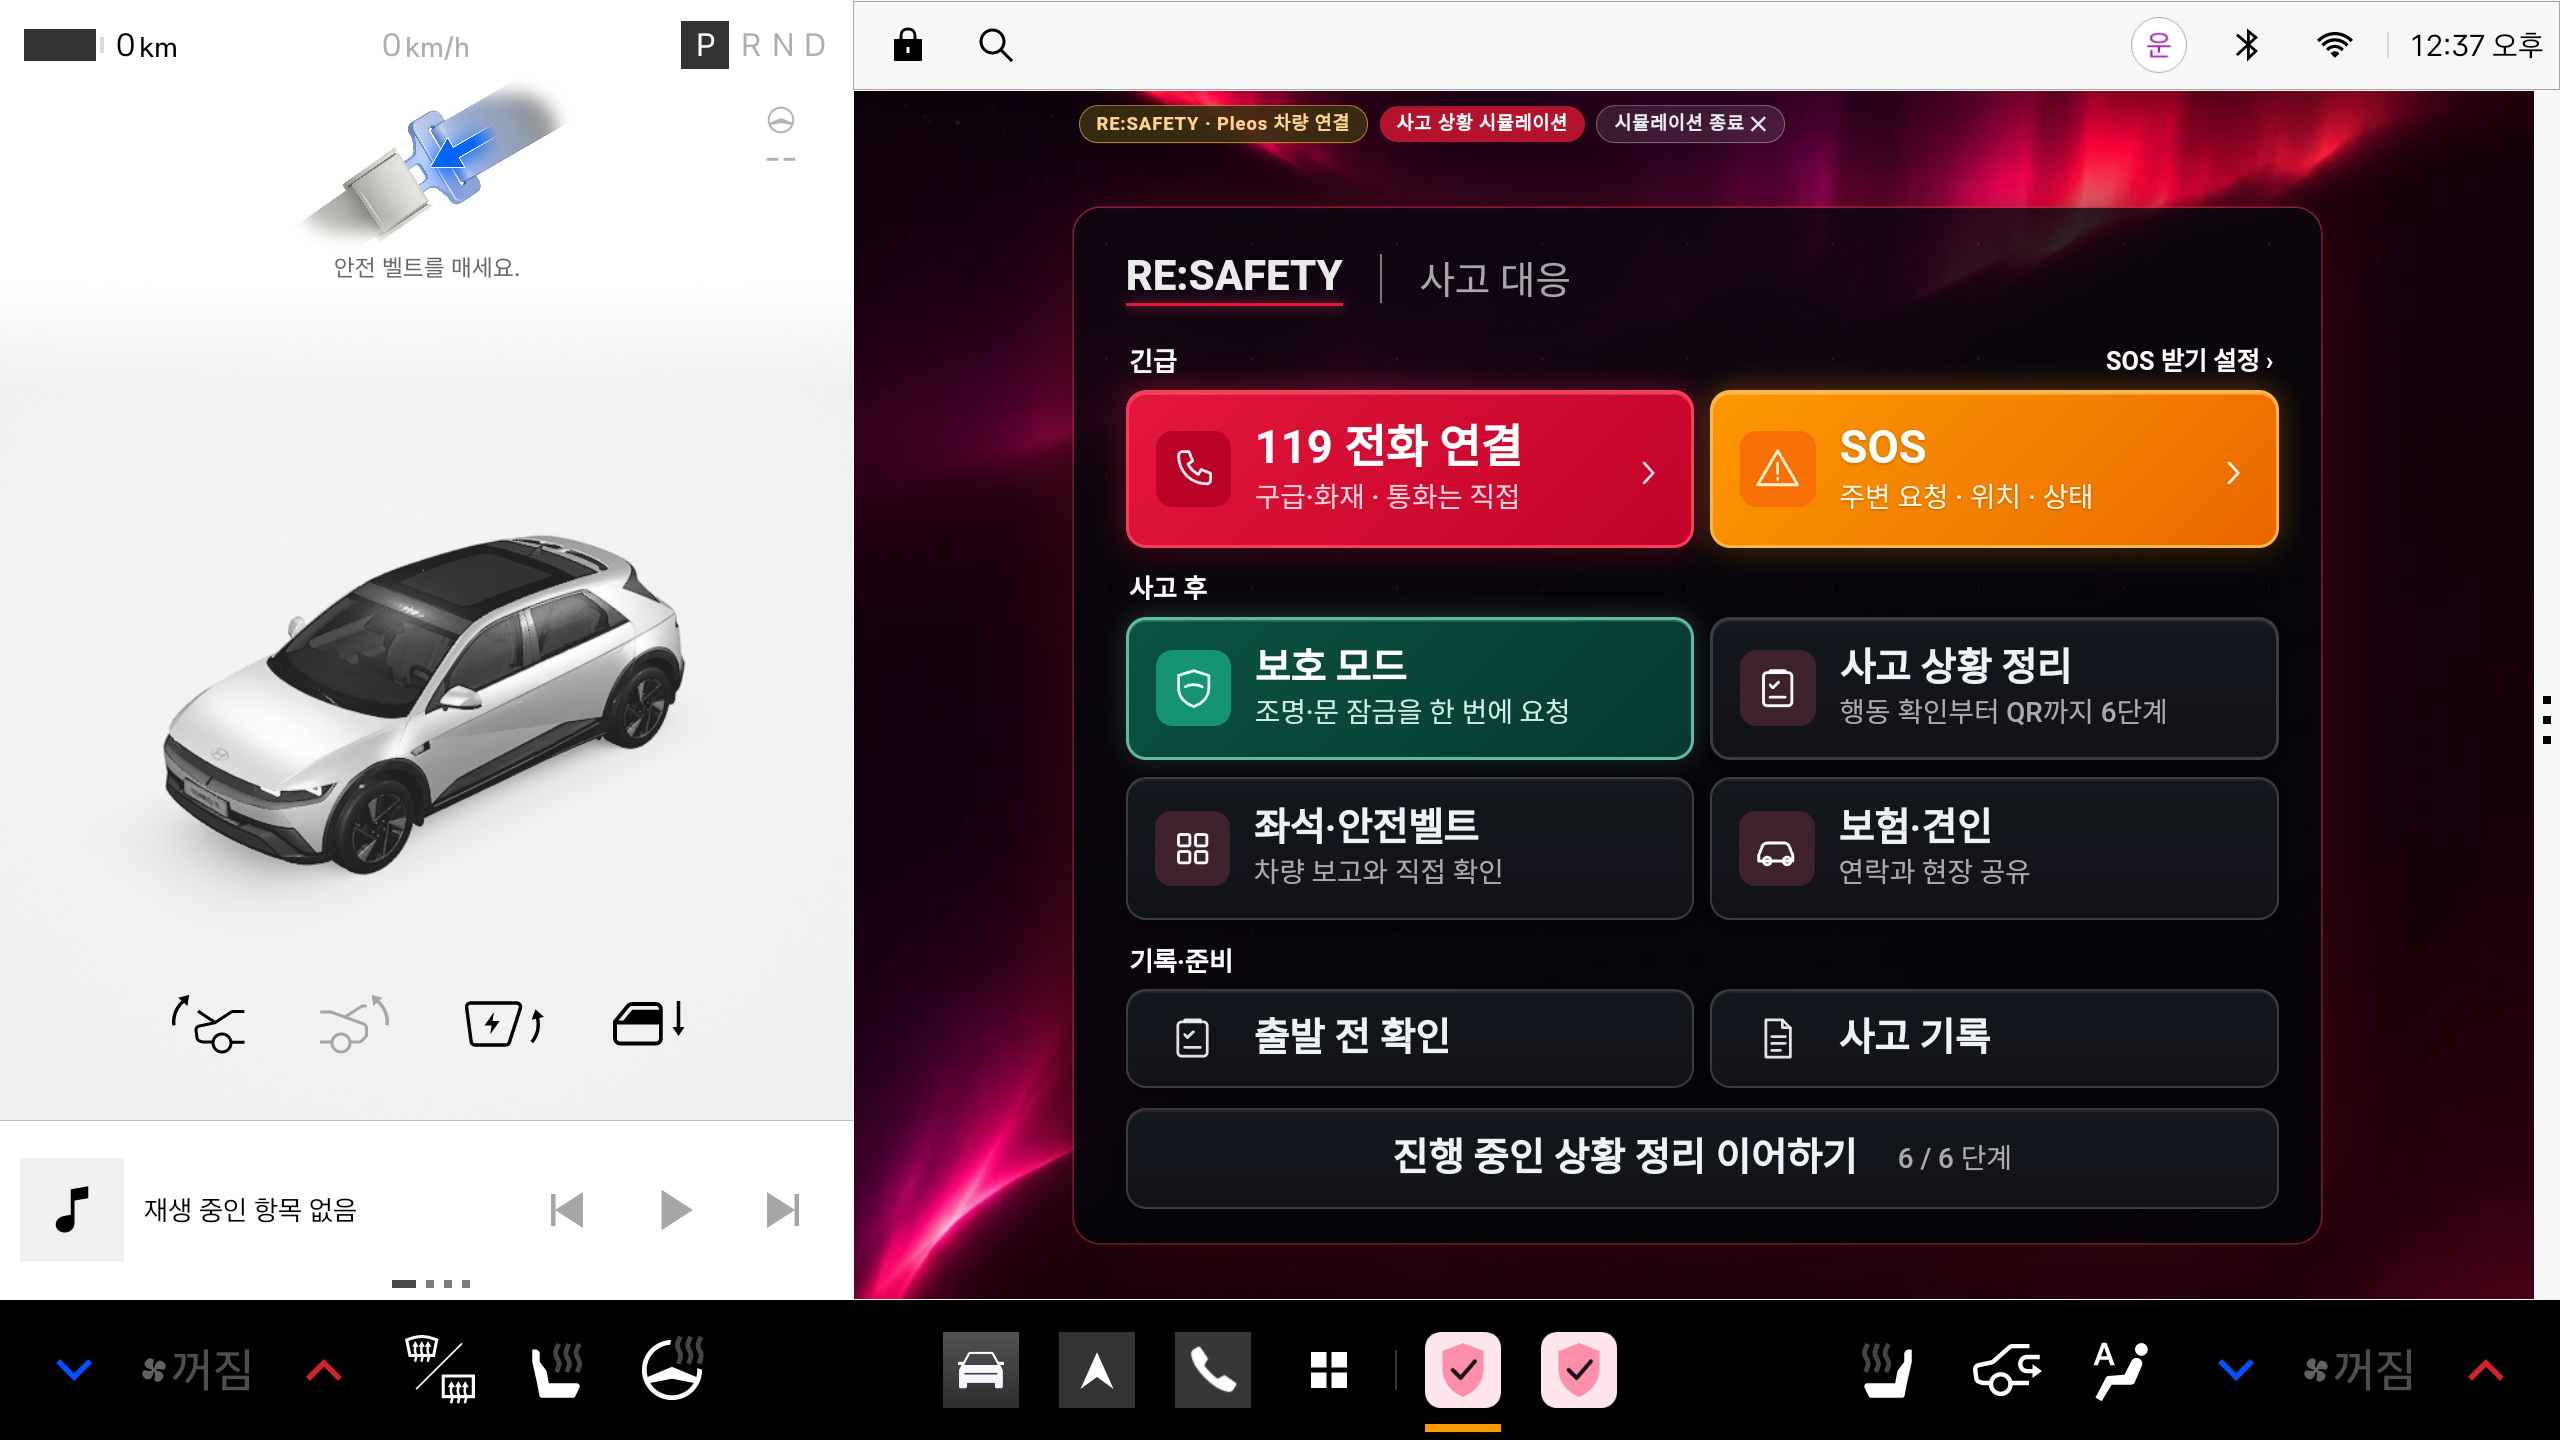 0 km
0 km/h
P R N D
안전 벨트를 매세요.
재생 중인 항목 없음
운
12:37 오후
RE:SAFETY · Pleos 차량 연결
사고 상황 시뮬레이션
시뮬레이션 종료
RE:SAFETY
사고 대응
긴급
SOS 받기 설정 ›
119 전화 연결
구급·화재 · 통화는 직접
SOS
주변 요청 · 위치 · 상태
사고 후
보호 모드
조명·문 잠금을 한 번에 요청
사고 상황 정리
행동 확인부터 QR까지 6단계
좌석·안전벨트
차량 보고와 직접 확인
보험·견인
연락과 현장 공유
기록·준비
출발 전 확인
사고 기록
진행 중인 상황 정리 이어하기 6 / 6 단계
꺼짐
A
꺼짐